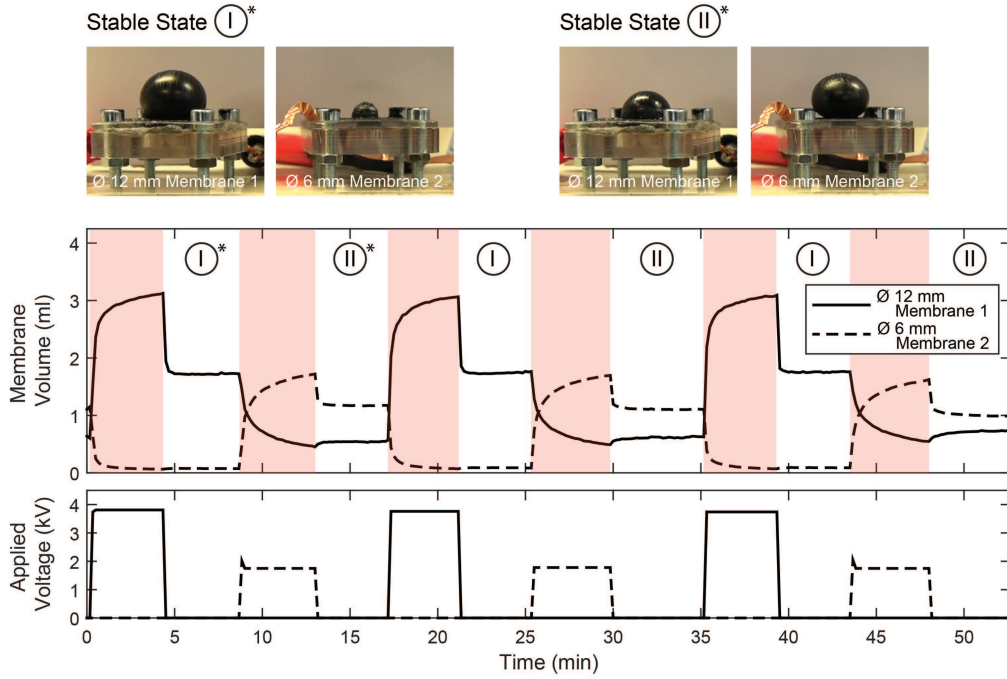 Stable State I*
Stable State II*
Ø 12 mm Membrane 1
Ø 6 mm Membrane 2
Ø 12 mm Membrane 1
Ø 6 mm Membrane 2
I*
II*
I
II
I
II
Ø 12 mm
Membrane 1
Ø 6 mm
Membrane 2
Membrane
Volume (ml)
4
3
2
1
0
Applied
Voltage (kV)
4
3
2
1
0
0
5
10
15
20
25
30
35
40
45
50
Time (min)